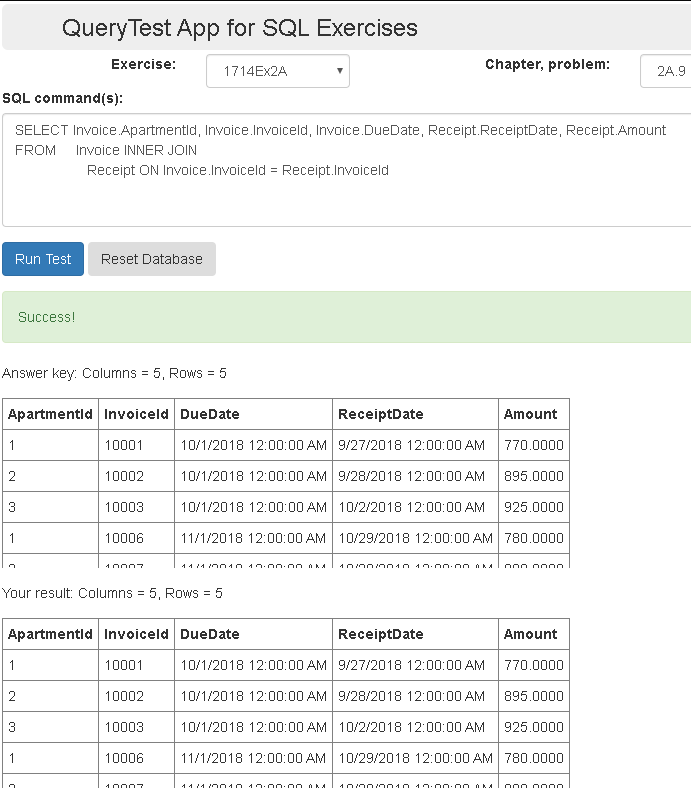 QueryTest App for SQL Exercises
Exercise: 1714Ex2A Chapter, problem: 2A.9
SQL command(s):
SELECT Invoice.ApartmentId, Invoice.InvoiceId, Invoice.DueDate, Receipt.ReceiptDate, Receipt.Amount
FROM Invoice INNER JOIN
Receipt ON Invoice.InvoiceId = Receipt.InvoiceId
Run Test Reset Database
Success!
Answer key: Columns = 5, Rows = 5
ApartmentId InvoiceId DueDate ReceiptDate Amount
1 10001 10/1/2018 12:00:00 AM 9/27/2018 12:00:00 AM 770.0000
2 10002 10/1/2018 12:00:00 AM 9/28/2018 12:00:00 AM 895.0000
3 10003 10/1/2018 12:00:00 AM 10/2/2018 12:00:00 AM 925.0000
1 10006 11/1/2018 12:00:00 AM 10/29/2018 12:00:00 AM 780.0000
Your result: Columns = 5, Rows = 5
ApartmentId InvoiceId DueDate ReceiptDate Amount
1 10001 10/1/2018 12:00:00 AM 9/27/2018 12:00:00 AM 770.0000
2 10002 10/1/2018 12:00:00 AM 9/28/2018 12:00:00 AM 895.0000
3 10003 10/1/2018 12:00:00 AM 10/2/2018 12:00:00 AM 925.0000
1 10006 11/1/2018 12:00:00 AM 10/29/2018 12:00:00 AM 780.0000